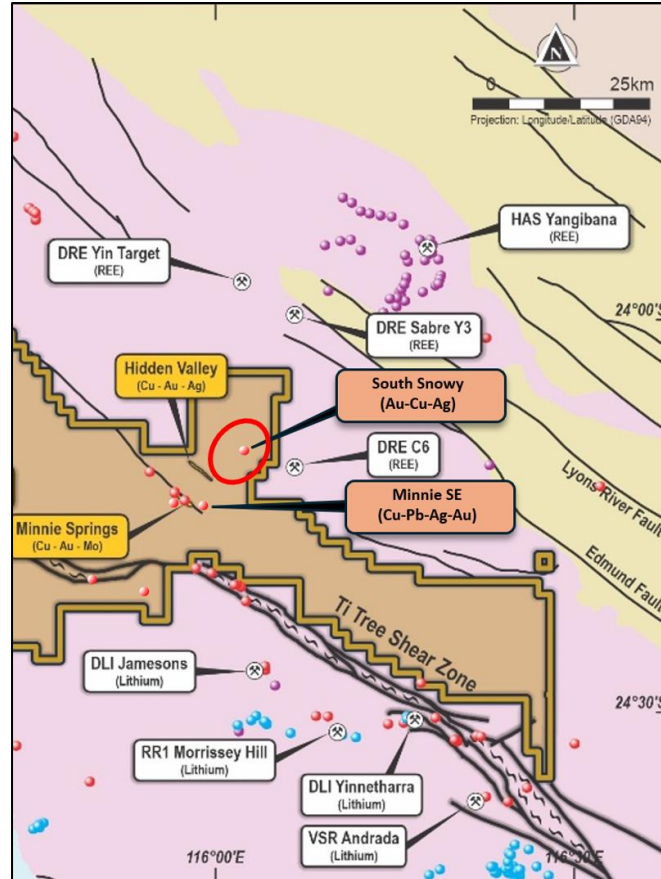 N
0
25km
Projection: Longitude/Latitude (GDA94)
HAS Yangibana
(REE)
DRE Yin Target
(REE)
24°00'S
DRE Sabre Y3
(REE)
Hidden Valley
(Cu - Au - Ag)
South Snowy
(Au-Cu-Ag)
DRE C6
(REE)
Lyons River Fault
Minnie SE
(Cu-Pb-Ag-Au)
Minnie Springs
(Cu - Au - Mo)
Edmund Fault
Ti Tree Shear Zone
DLI Jamesons
(Lithium)
24°30'S
RR1 Morrissey Hill
(Lithium)
DLI Yinnetharra
(Lithium)
VSR Andrada
(Lithium)
116°00'E
116°30'E